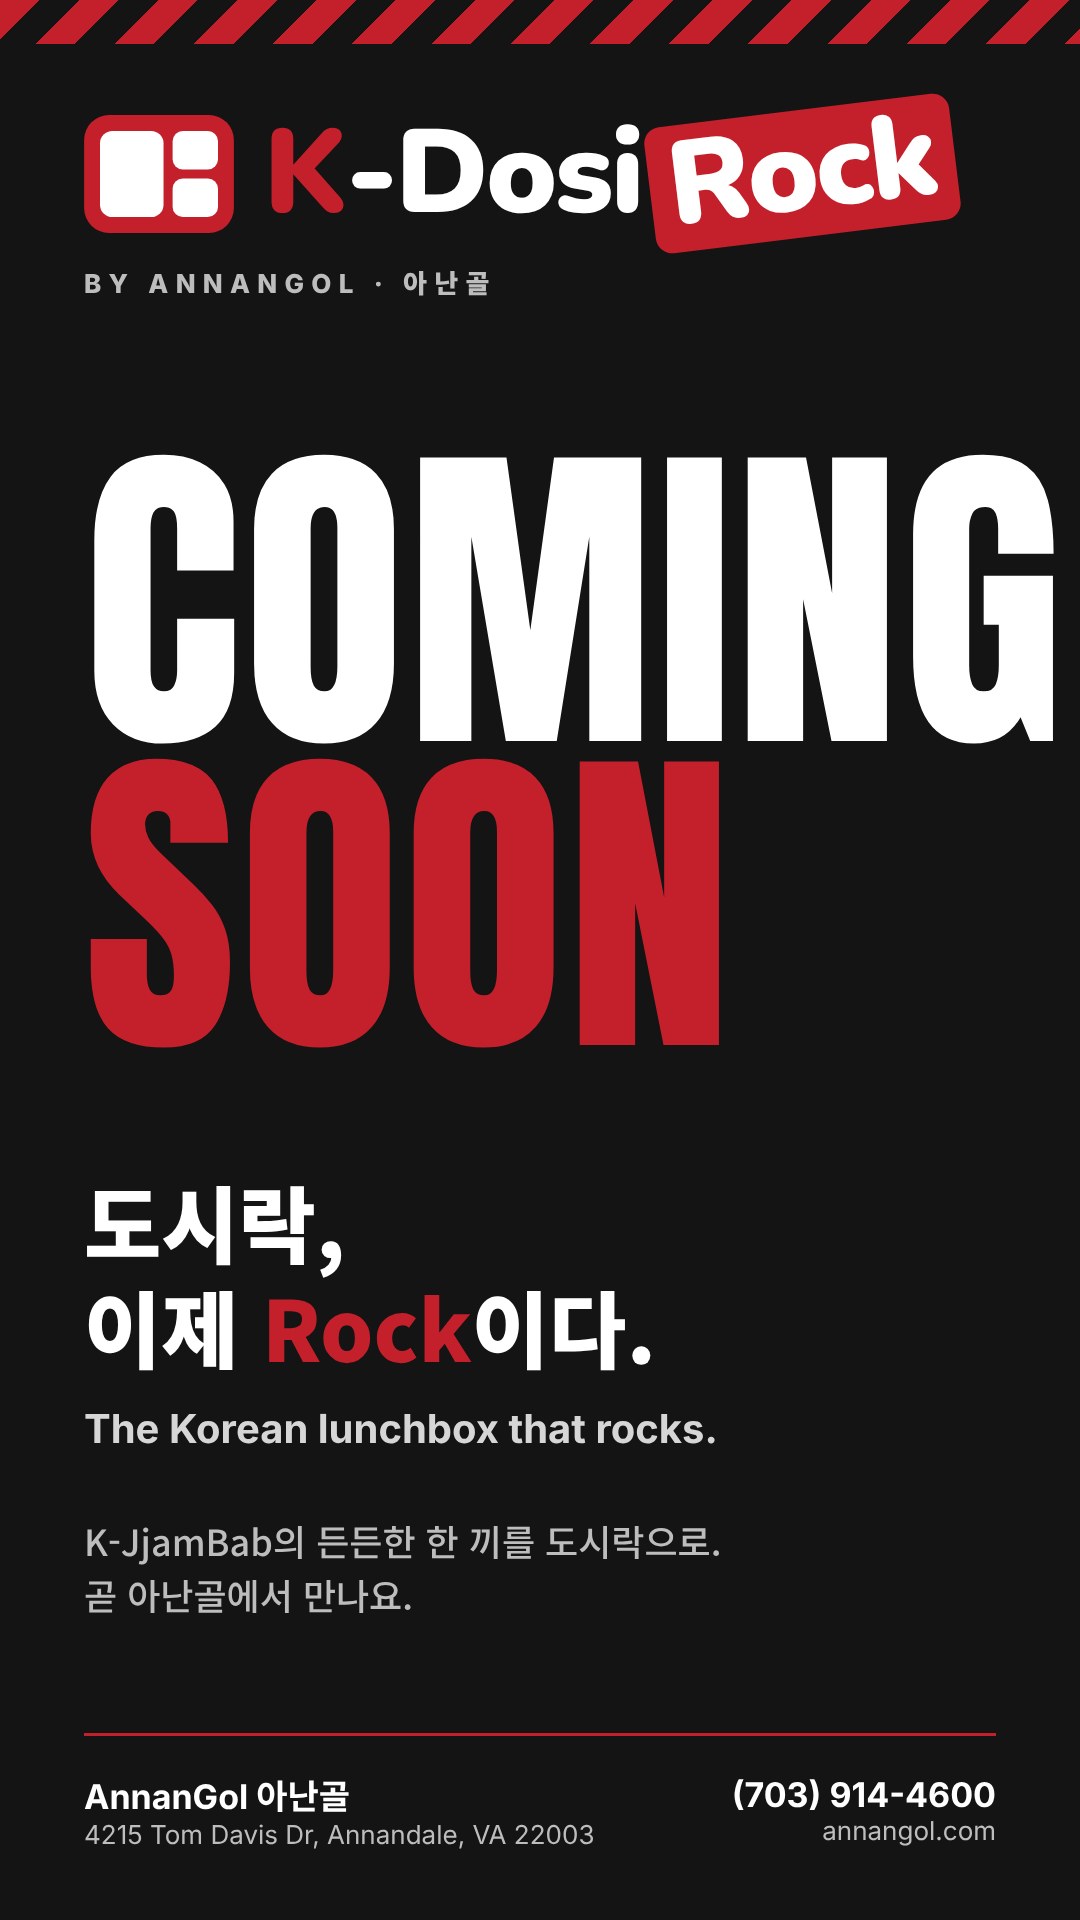 K-DosiRock
BY ANNANGOL · 아난골
COMING
SOON
도시락,
이제 Rock이다.
The Korean lunchbox that rocks.
K-JjamBab의 든든한 한 끼를 도시락으로.
곧 아난골에서 만나요.
AnnanGol 아난골
4215 Tom Davis Dr, Annandale, VA 22003
(703) 914-4600
annangol.com